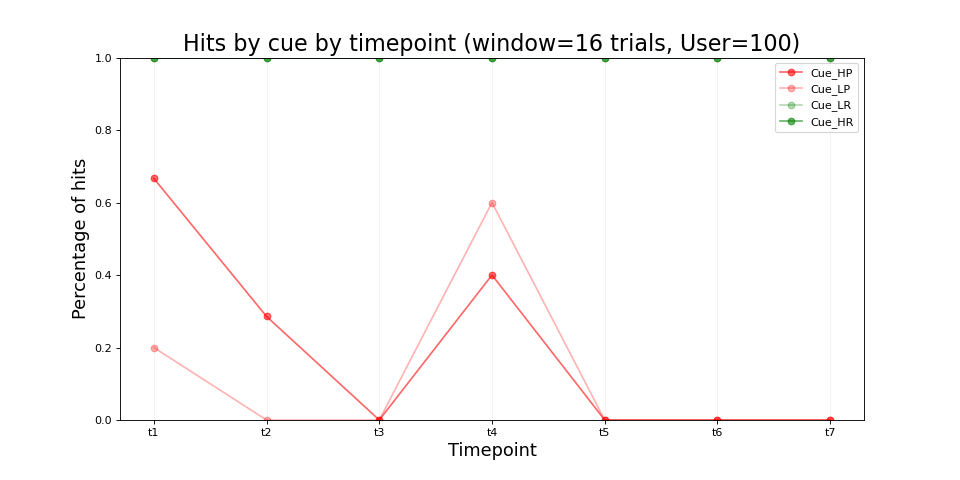 Hits by cue by timepoint (window=16 trials, User=100)
Percentage of hits
1.0
0.8
0.6
0.4
0.2
0.0
Cue_HP
Cue_LP
Cue_LR
Cue_HR
t1 t2 t3 t4 t5 t6 t7
Timepoint